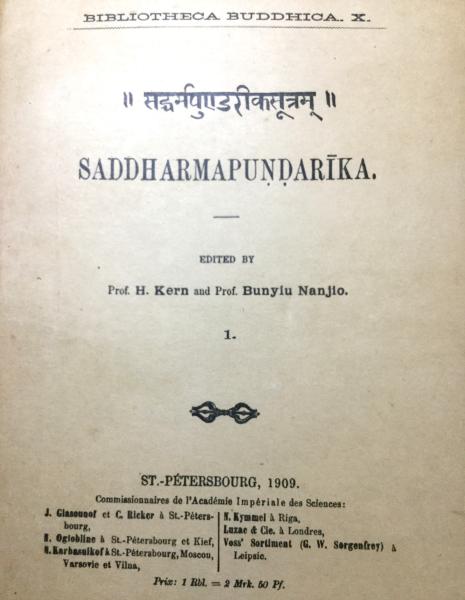 BIBLIOTHECA BUDDHICA. X.
॥ सद्धर्मपुण्डरीकसूत्रम् ॥
SADDHARMAPUṆḌARĪKA.
EDITED BY
Prof. H. Kern and Prof. Bunyiu Nanjio.
1.
ST.-PÉTERSBOURG, 1909.
Commissionnaires de l'Académie Impériale des Sciences:
J. Glasounof et C. Ricker à St.-Péters-
bourg,
N. Oglobline à St.-Pétersbourg et Kief,
N. Karbasnikof à St.-Pétersbourg, Moscou,
Varsovie et Vilna,
N. Kymmel à Riga,
Luzac & Cie. à Londres,
Voss' Sortiment (G. W. Sorgenfrey) à
Leipsic.
Prix: 1 Rbl. = 2 Mrk. 50 Pf.